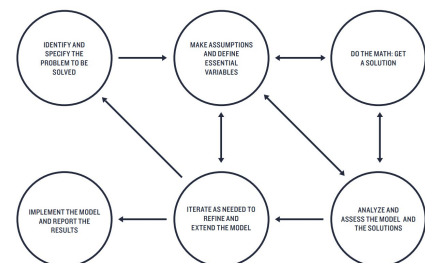 IDENTIFY AND
SPECIFY THE
PROBLEM TO BE
SOLVED
MAKE ASSUMPTIONS
AND DEFINE
ESSENTIAL
VARIABLES
DO THE MATH: GET
A SOLUTION
IMPLEMENT THE MODEL
AND REPORT THE
RESULTS
ITERATE AS NEEDED TO
REFINE AND
EXTEND THE MODEL
ANALYZE AND
ASSESS THE MODEL AND
THE SOLUTIONS